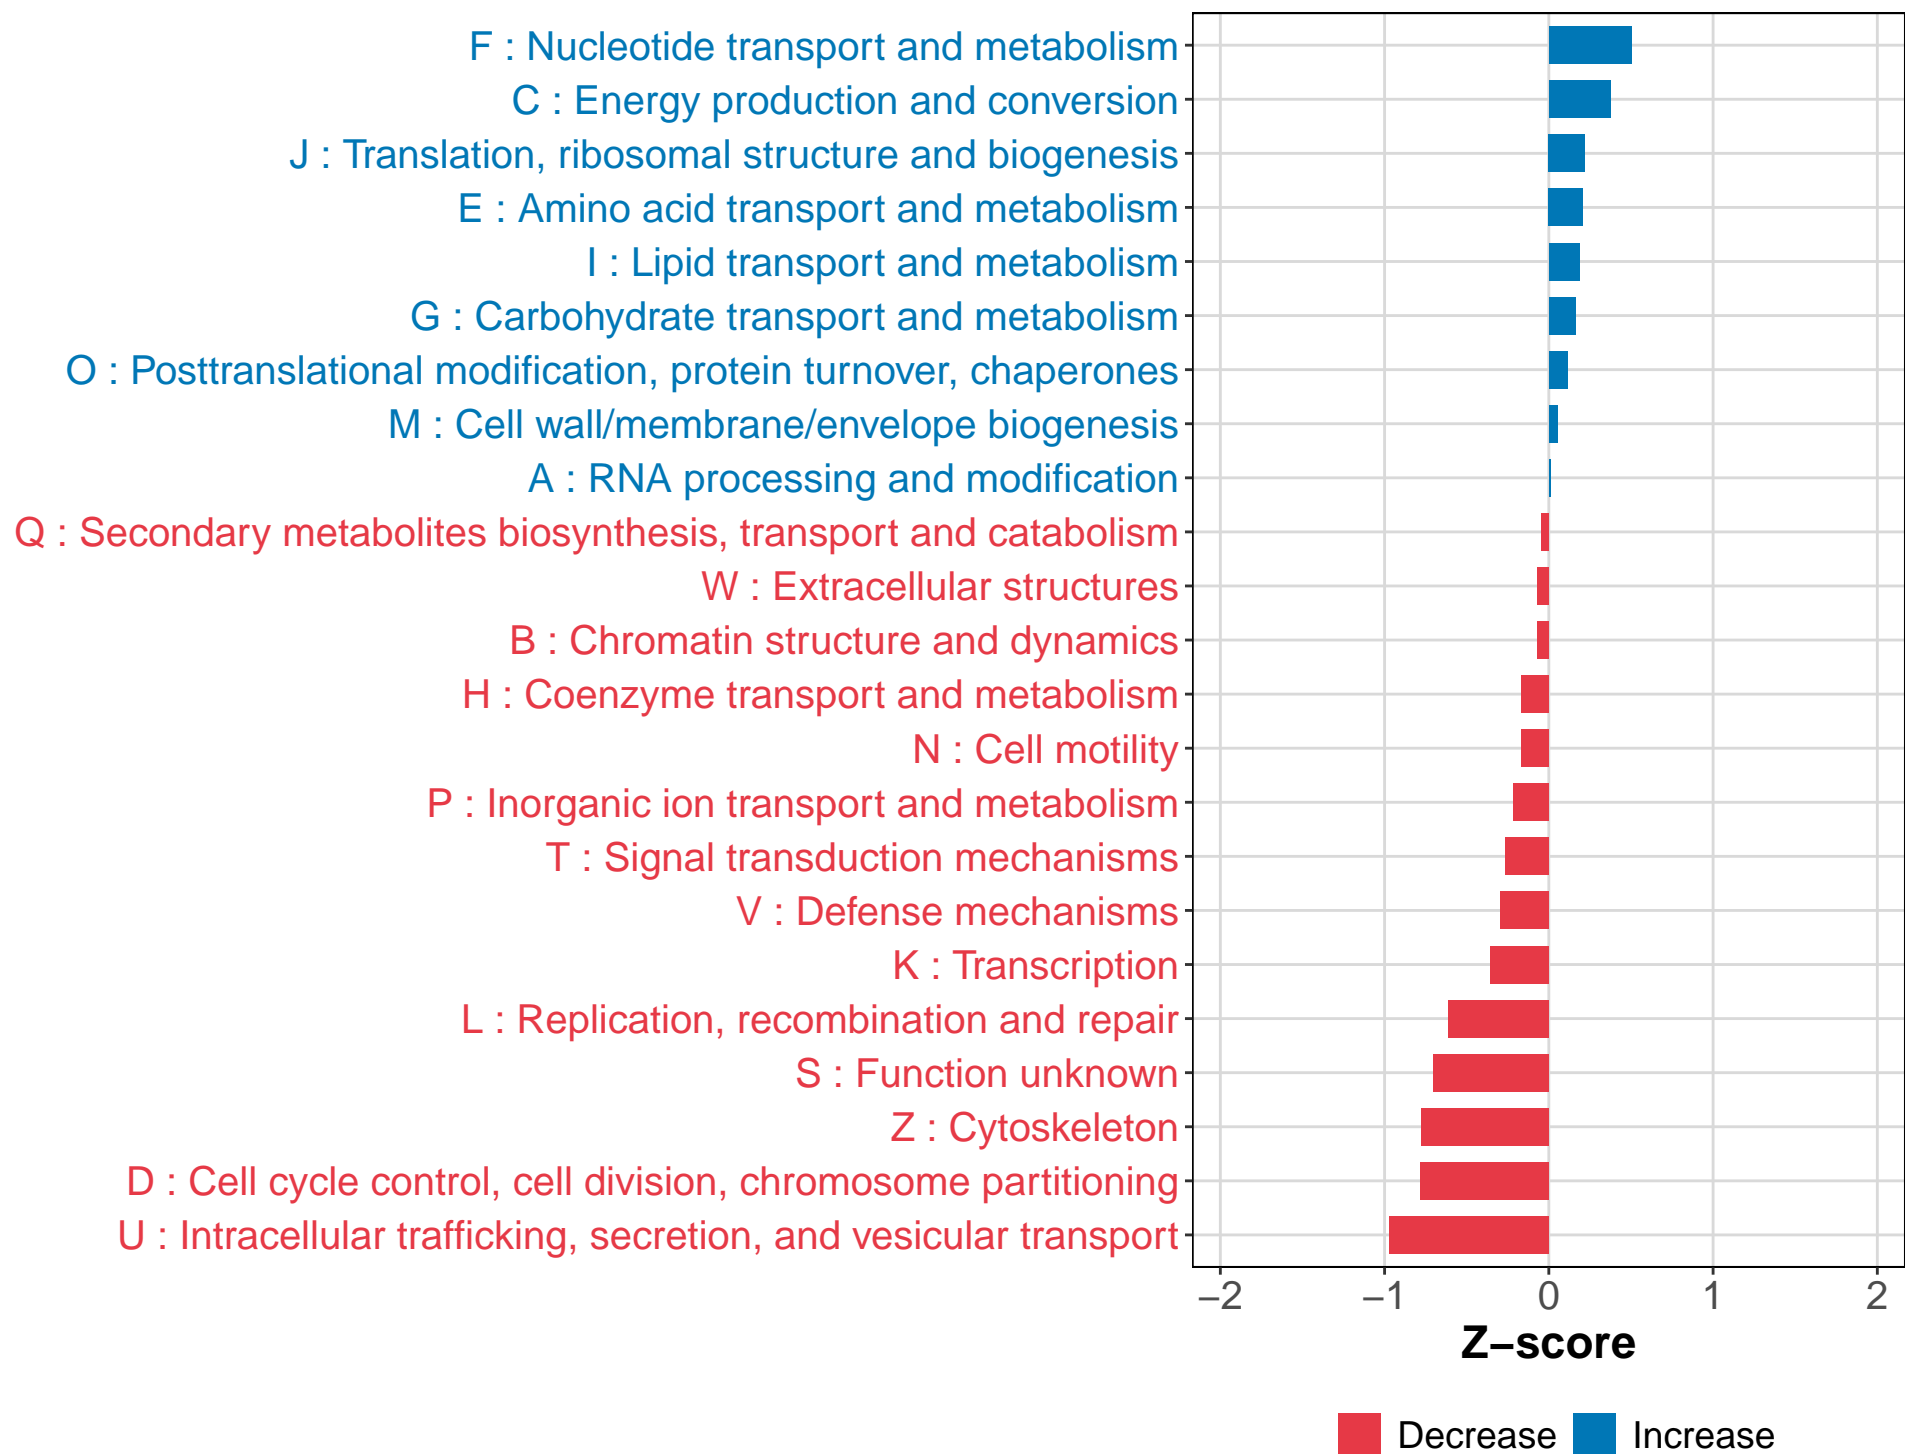 F : Nucleotide transport and metabolism
C : Energy production and conversion
J : Translation, ribosomal structure and biogenesis
E : Amino acid transport and metabolism
I : Lipid transport and metabolism
G : Carbohydrate transport and metabolism
O : Posttranslational modification, protein turnover, chaperones
M : Cell wall/membrane/envelope biogenesis
A : RNA processing and modification
Q : Secondary metabolites biosynthesis, transport and catabolism
W : Extracellular structures
B : Chromatin structure and dynamics
H : Coenzyme transport and metabolism
N : Cell motility
P : Inorganic ion transport and metabolism
T : Signal transduction mechanisms
V : Defense mechanisms
K : Transcription
L : Replication, recombination and repair
S : Function unknown
Z : Cytoskeleton
D : Cell cycle control, cell division, chromosome partitioning
U : Intracellular trafficking, secretion, and vesicular transport
−2 −1 0 1 2
Z−score
Decrease Increase